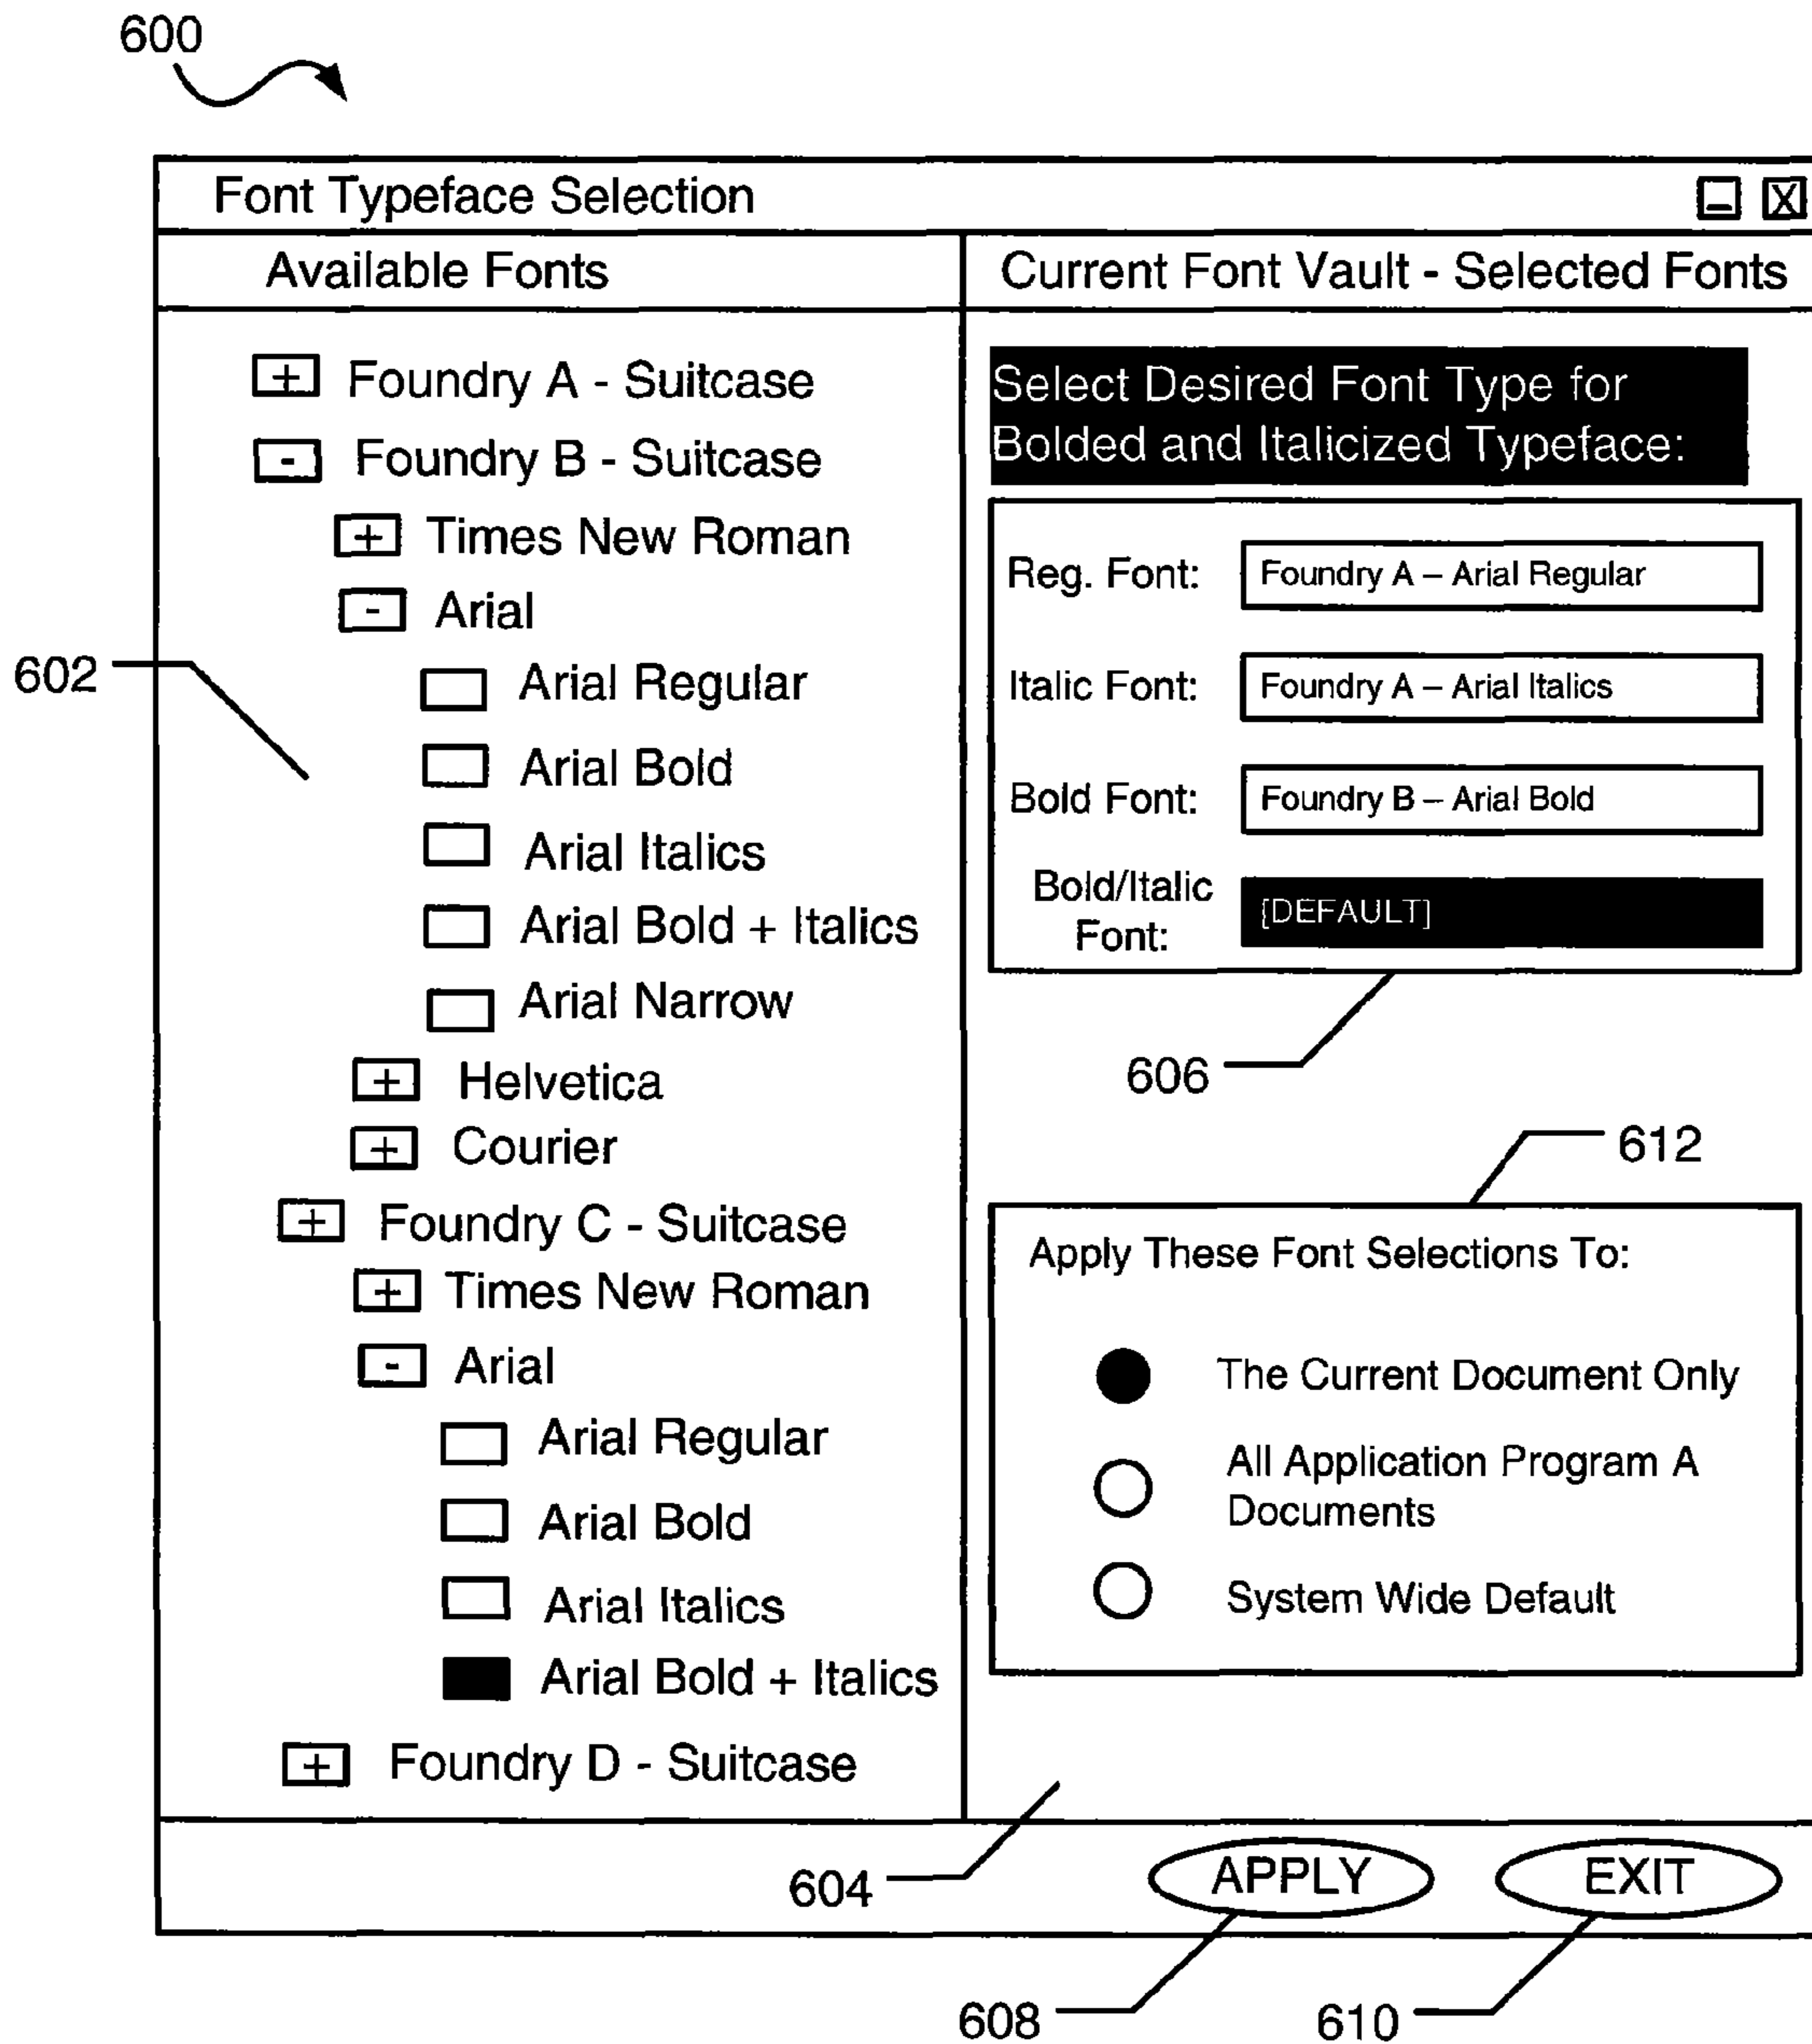 600
Font Typeface Selection
_ X
Available Fonts
+ Foundry A - Suitcase
- Foundry B - Suitcase
+ Times New Roman
- Arial
602
Arial Regular
Arial Bold
Arial Italics
Arial Bold + Italics
Arial Narrow
+ Helvetica
+ Courier
+ Foundry C - Suitcase
+ Times New Roman
- Arial
Arial Regular
Arial Bold
Arial Italics
Arial Bold + Italics
+ Foundry D - Suitcase
Current Font Vault - Selected Fonts
Select Desired Font Type for
Bolded and Italicized Typeface:
Reg. Font: Foundry A – Arial Regular
Italic Font: Foundry A – Arial Italics
Bold Font: Foundry B – Arial Bold
Bold/Italic
Font:
[DEFAULT]
606
612
Apply These Font Selections To:
The Current Document Only
All Application Program A
Documents
System Wide Default
604
APPLY
EXIT
608
610